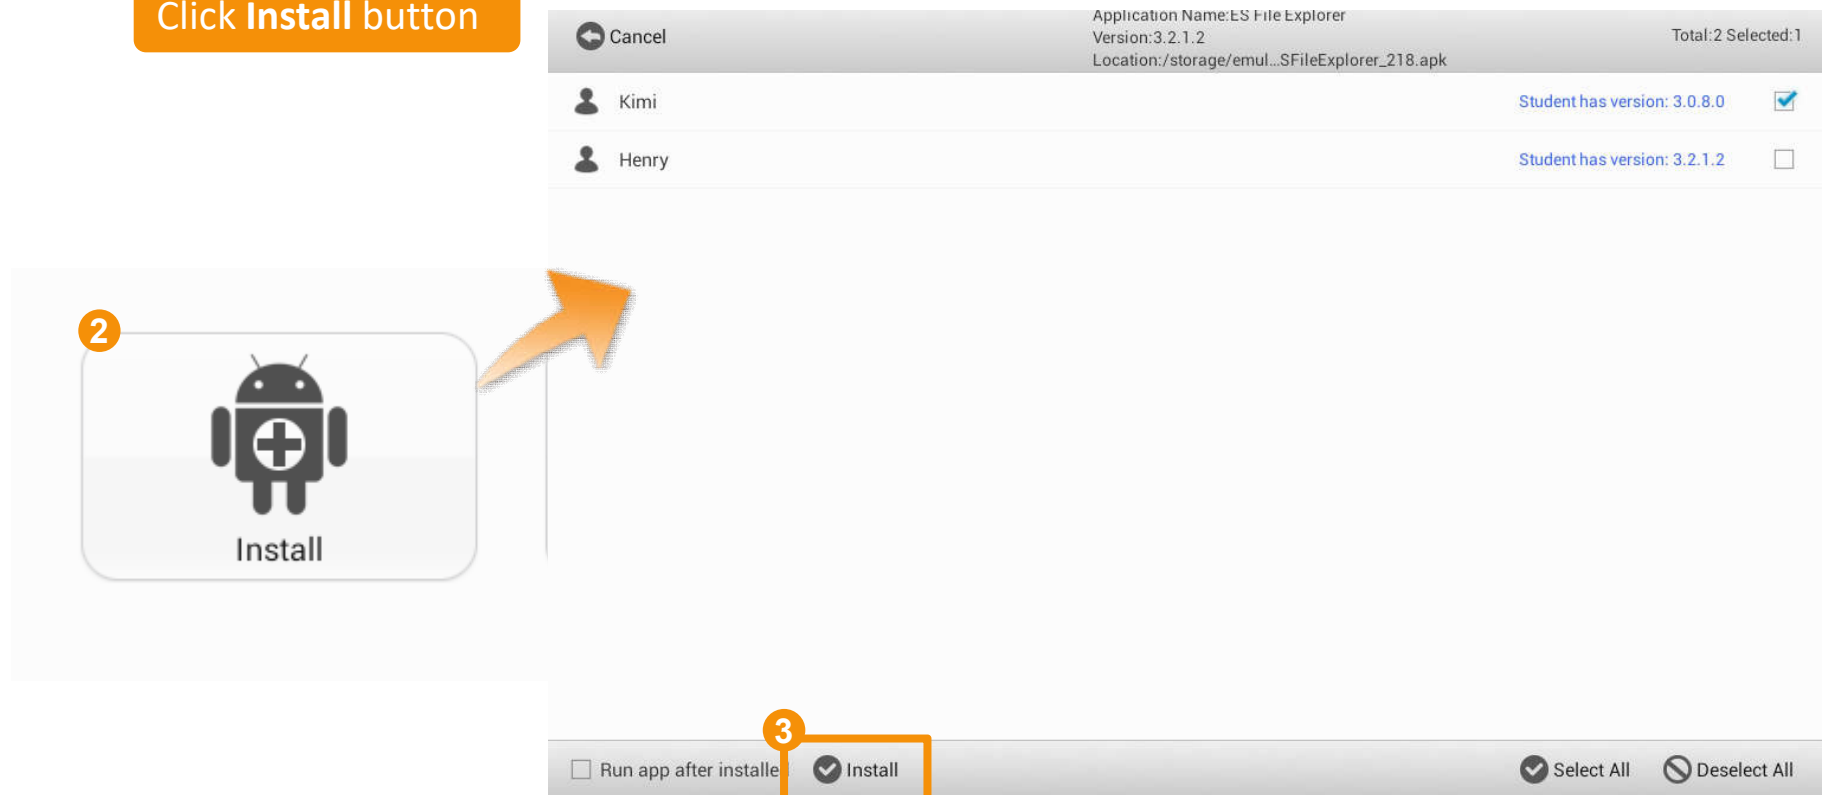 Click Install button
Cancel
Application Name:ES File Explorer
Version:3.2.1.2
Location:/storage/emul...SFileExplorer_218.apk
Total:2 Selected:1
Kimi
Student has version: 3.0.8.0
Henry
Student has version: 3.2.1.2
2
Install
3
Run app after installed
Install
Select All
Deselect All